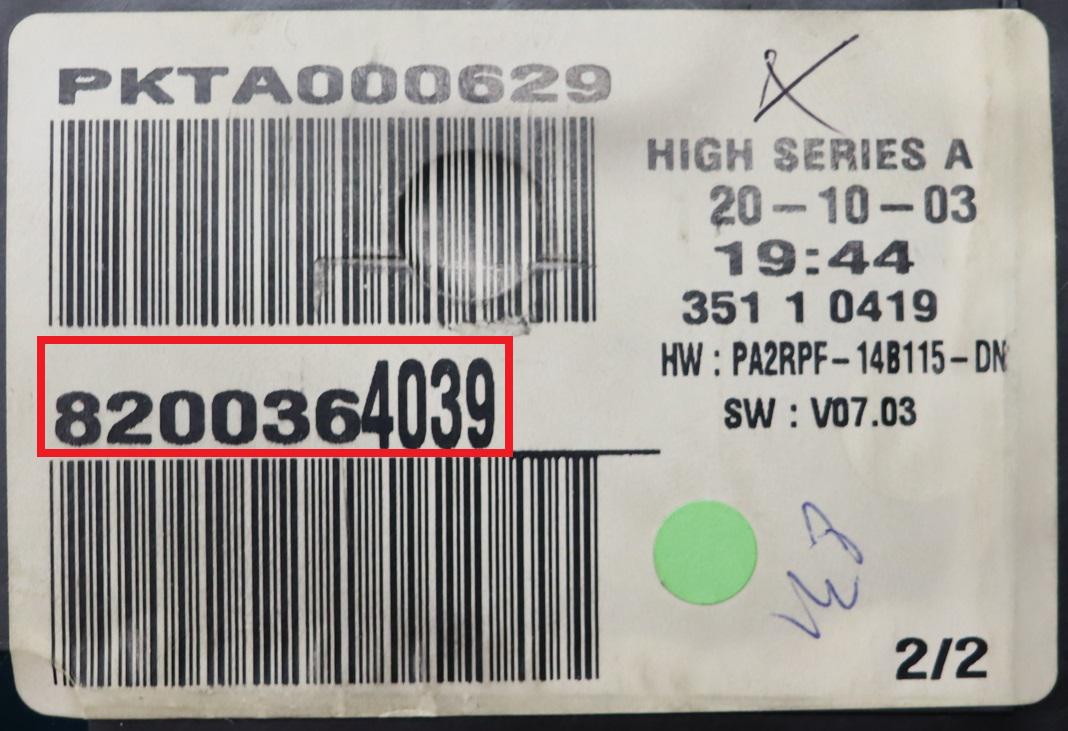 PKTA000629
HIGH SERIES A
20-10-03
19:44
351 1 0419
HW : PA2RPF-14B115-DN
SW : V07.03
8200364039
2/2